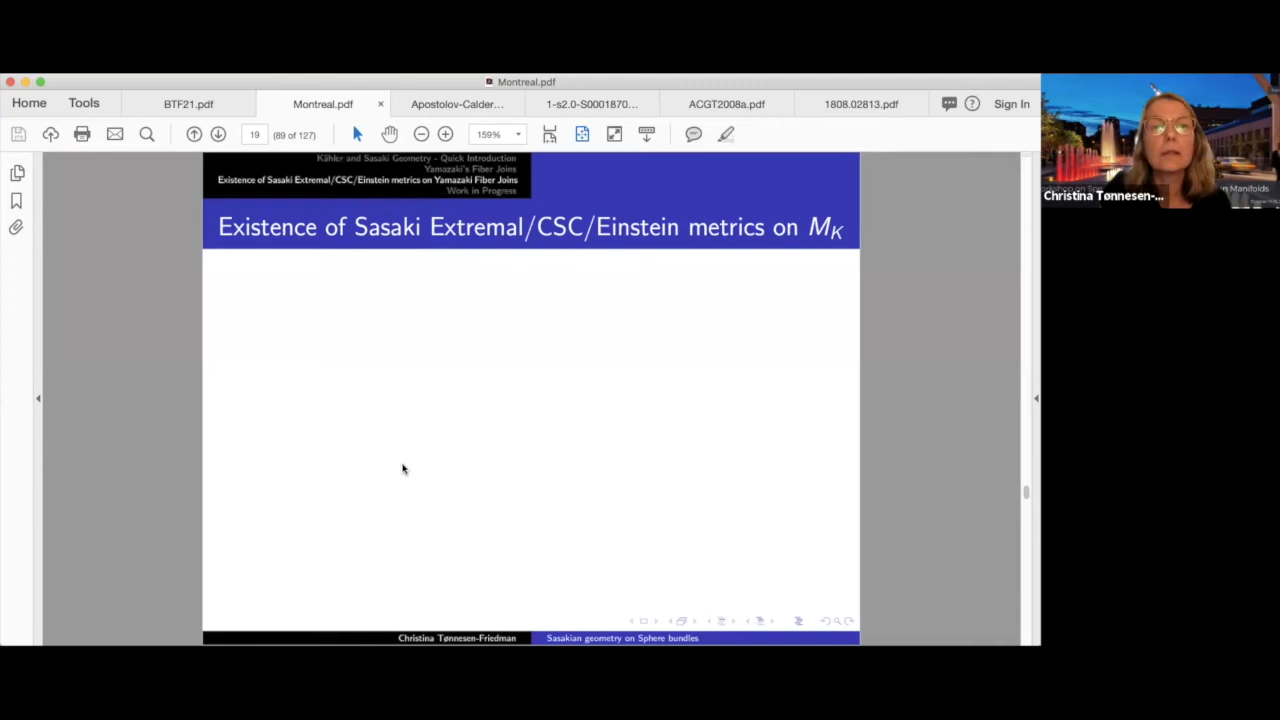 Montreal.pdf
Home
Tools
BTF21.pdf
Montreal.pdf
×
Apostolov-Calder...
1-s2.0-S0001870...
ACGT2008a.pdf
1808.02813.pdf
Sign In
19
(89 of 127)
159%
Kähler and Sasaki Geometry - Quick Introduction
Yamazaki's Fiber Joins
Existence of Sasaki Extremal/CSC/Einstein metrics on Yamazaki Fiber Joins
Work in Progress
Existence of Sasaki Extremal/CSC/Einstein metrics on M_K
Christina Tønnesen-Friedman
Sasakian geometry on Sphere bundles
Manifolds
Christina Tønnesen-...